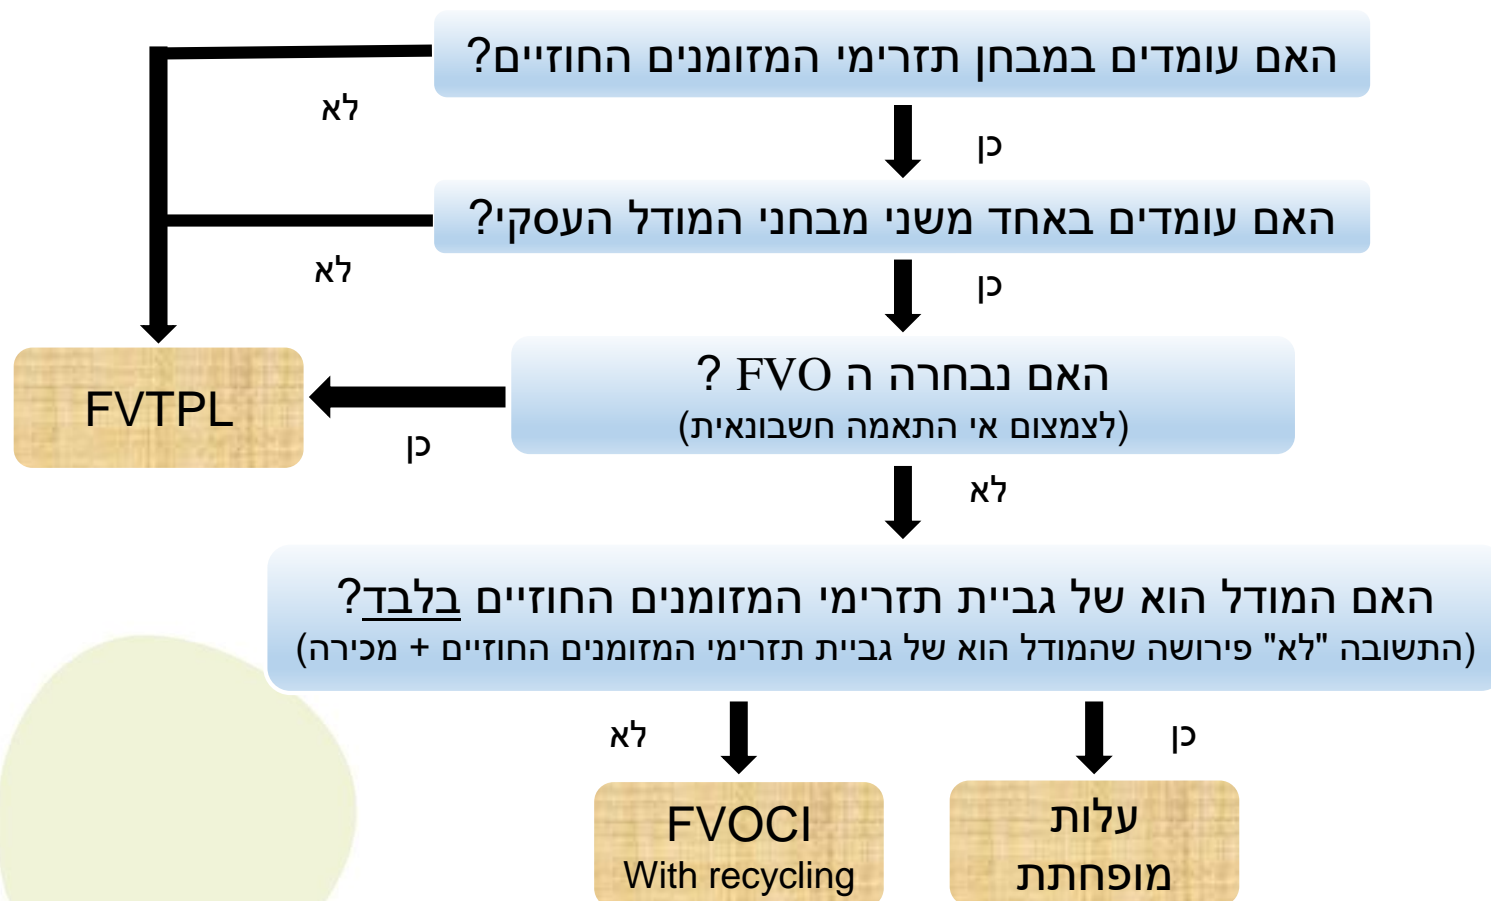 האם עומדים במבחן תזרימי המזומנים החוזיים?
לא
כן
האם עומדים באחד משני מבחני המודל העסקי?
לא
כן
האם נבחרה ה FVO ?
(לצמצום אי התאמה חשבונאית)
FVTPL
כן
לא
האם המודל הוא של גביית תזרימי המזומנים החוזיים בלבד?
(התשובה "לא" פירושה שהמודל הוא של גביית תזרימי המזומנים החוזיים + מכירה)
כן
לא
עלות
מופחתת
FVOCI
With recycling